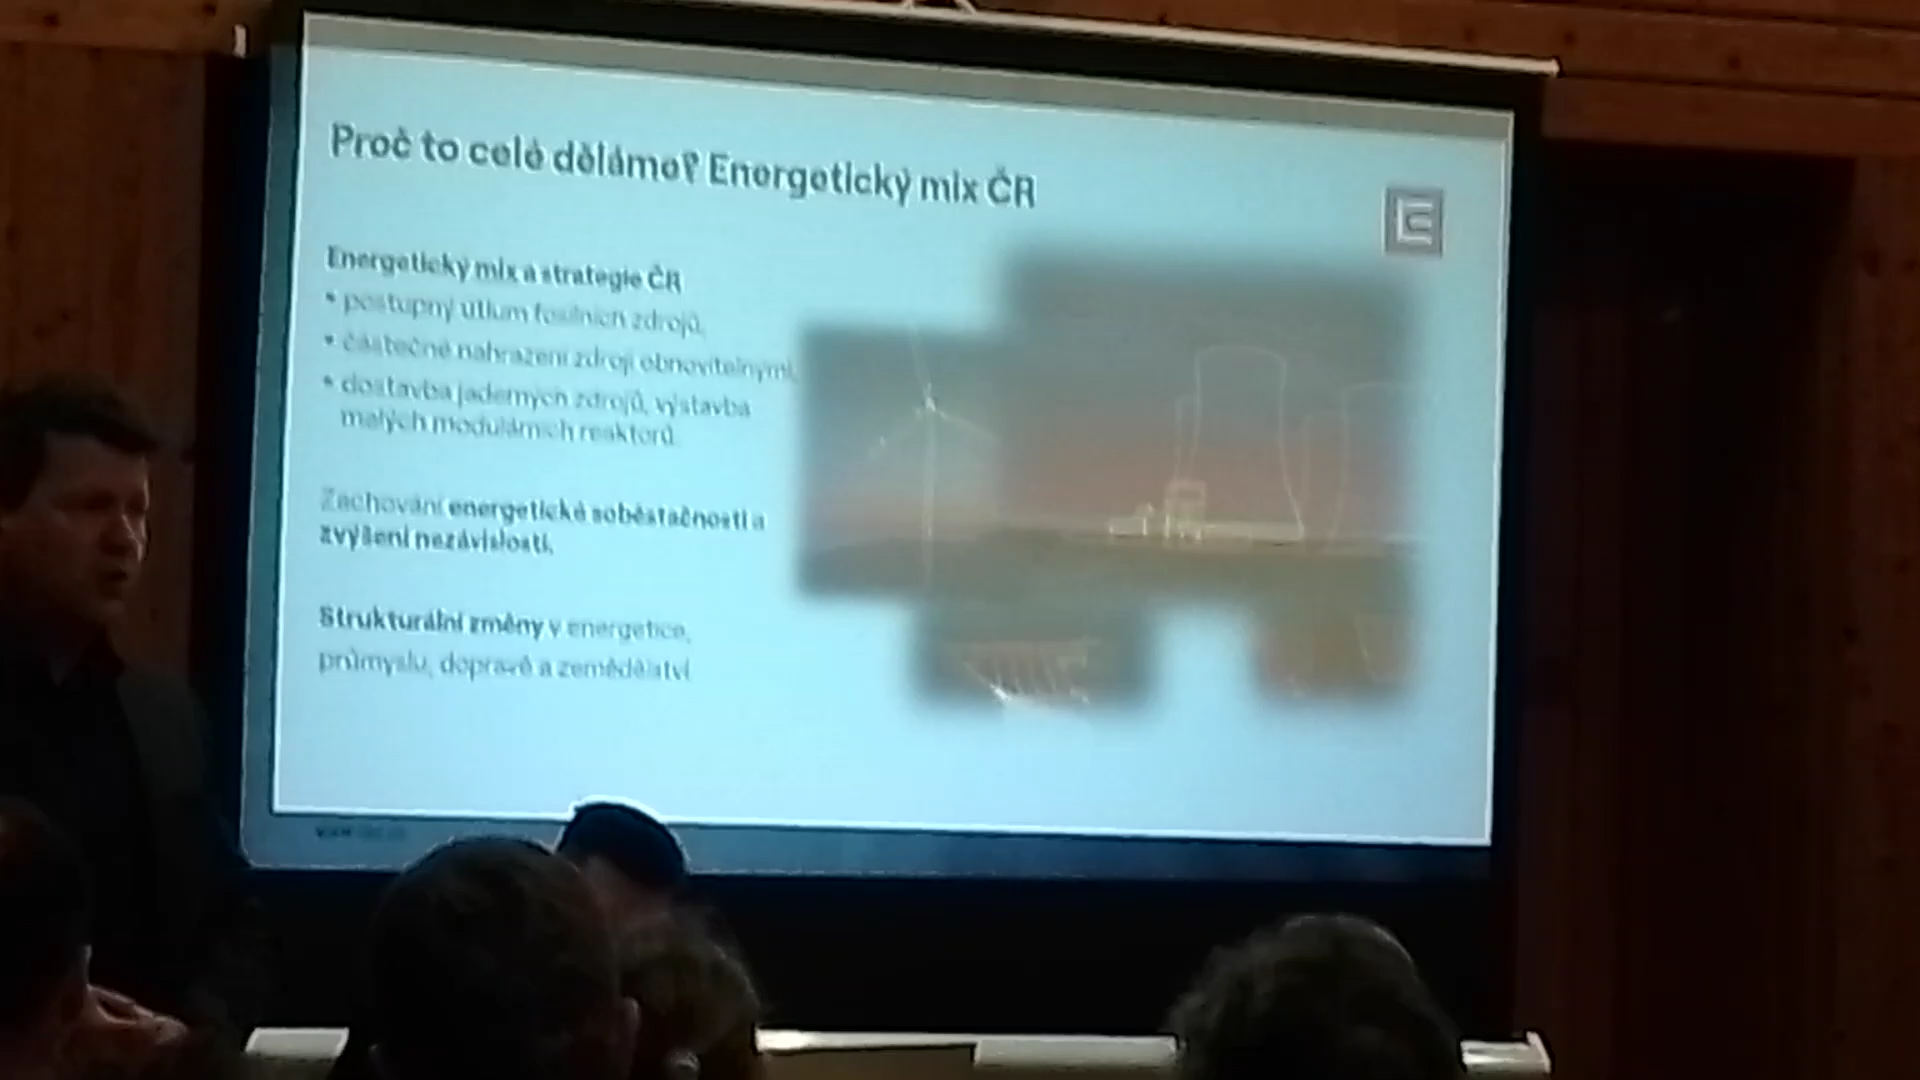 Proč to celé děláme? Energetický mix ČR
Energetický mix a strategie ČR
• postupný útlum fosilních zdrojů,
• částečné nahrazení zdroji obnovitelnými,
• dostavba jaderných zdrojů, výstavba
malých modulárních reaktorů.
Zachování energetické soběstačnosti a
zvýšení nezávislosti.
Strukturální změny v energetice,
průmyslu, dopravě a zemědělství